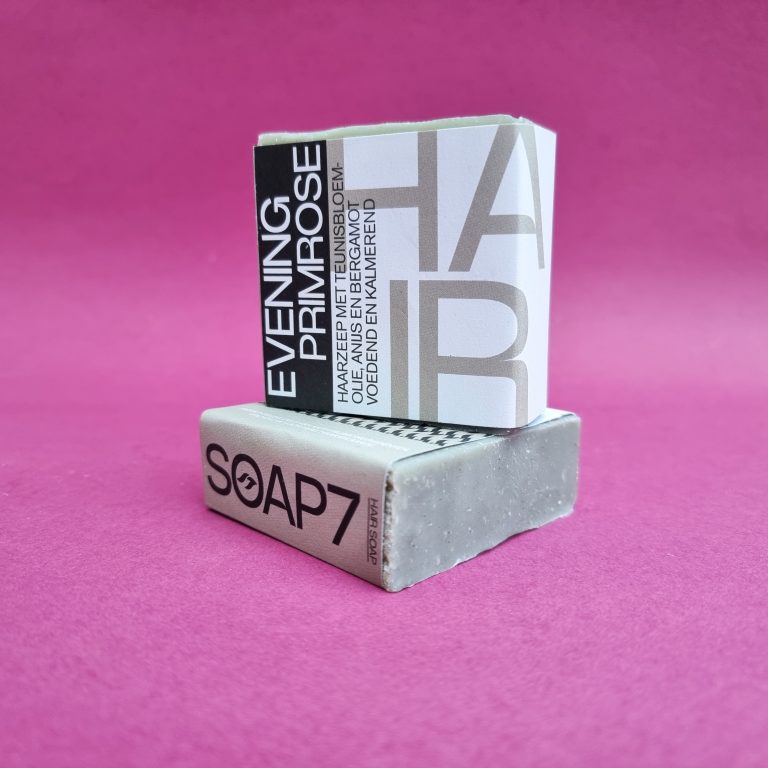 EVENING
PRIMROSE
HAARZEEP MET TEUNISBLOEM-
OLIE, ANIJS EN BERGAMOT
VOEDEND EN KALMEREND
HA
IR
SOAP7
HAIR SOAP